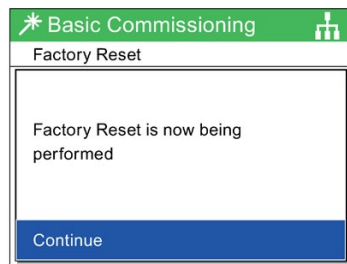 Basic Commissioning
Factory Reset
Factory Reset is now being
performed
Continue